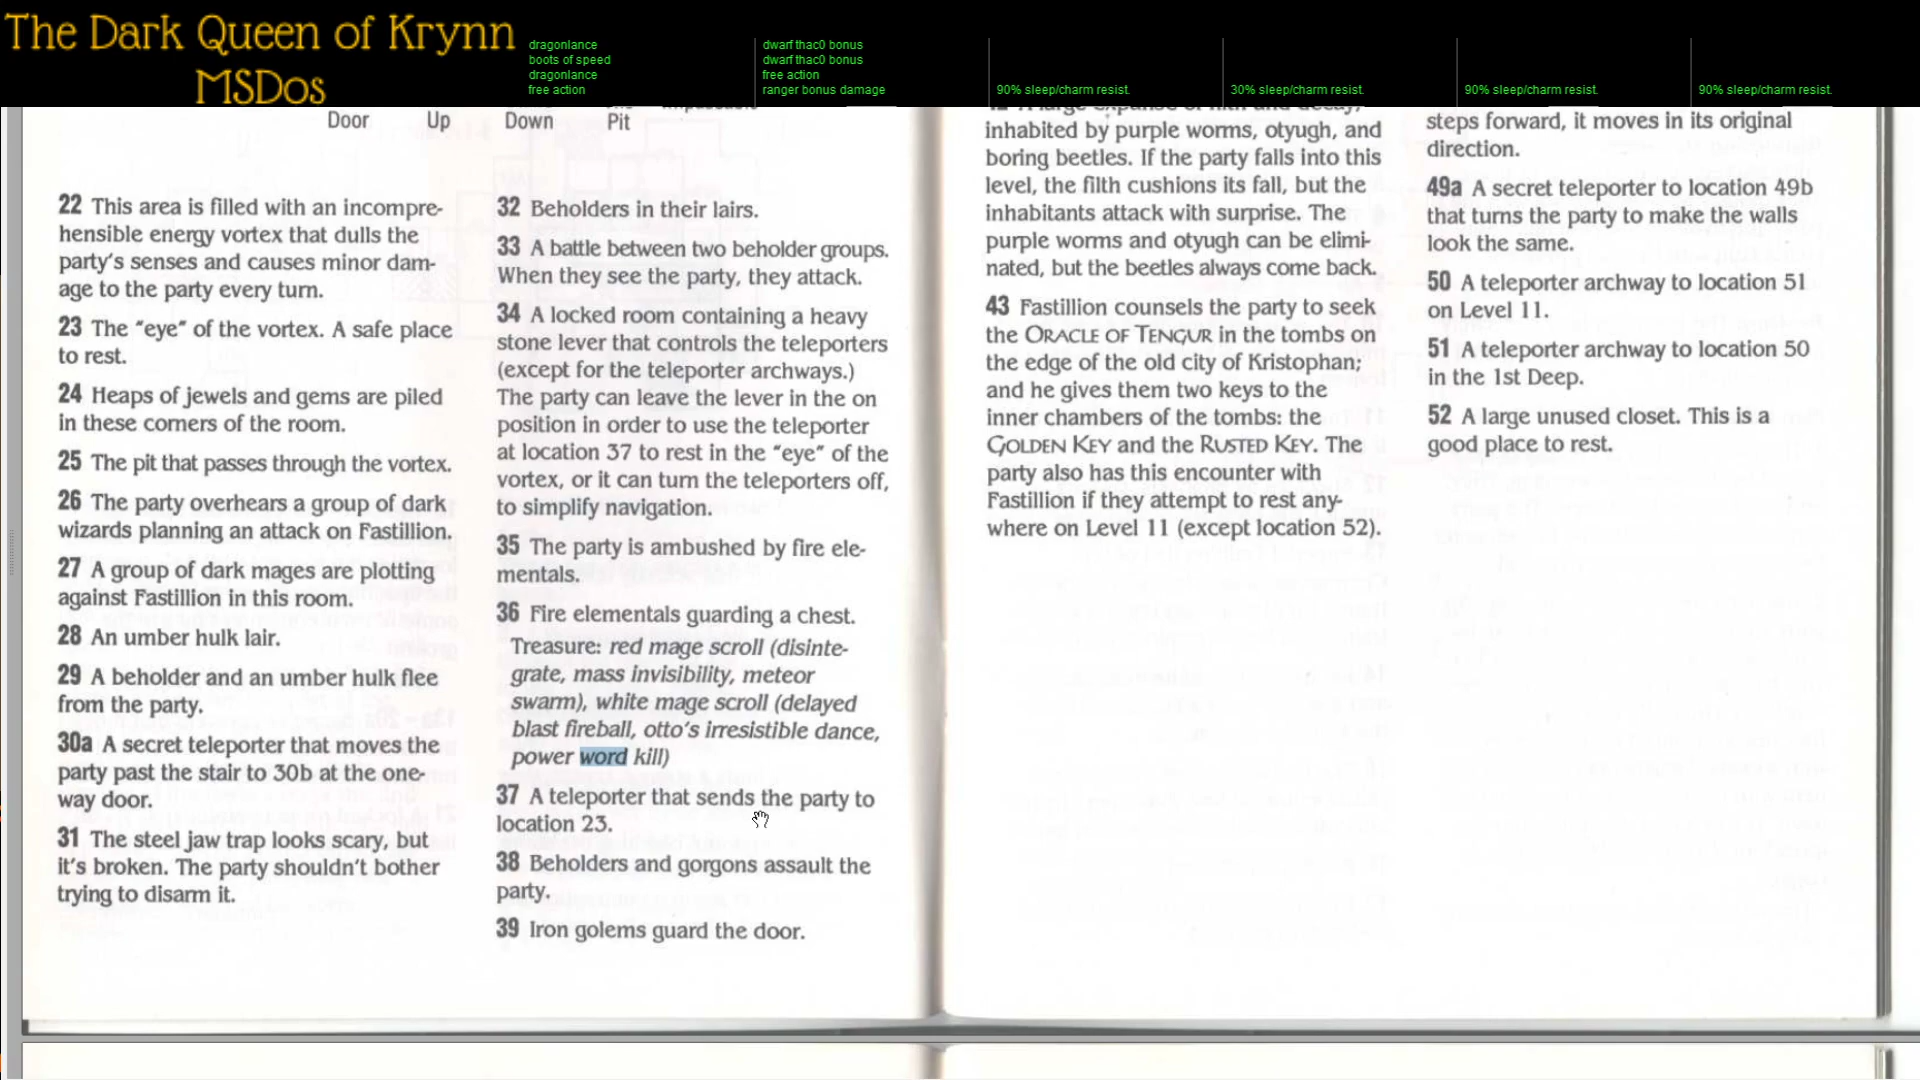 The Dark Queen of Krynn
MSDos
dragonlance
boots of speed
dragonlance
free action
dwarf thac0 bonus
dwarf thac0 bonus
free action
ranger bonus damage
90% sleep/charm resist.
30% sleep/charm resist.
90% sleep/charm resist.
90% sleep/charm resist.
Door Up Down Pit
22 This area is filled with an incompre-
hensible energy vortex that dulls the
party's senses and causes minor dam-
age to the party every turn.
23 The "eye" of the vortex. A safe place
to rest.
24 Heaps of jewels and gems are piled
in these corners of the room.
25 The pit that passes through the vortex.
26 The party overhears a group of dark
wizards planning an attack on Fastillion.
27 A group of dark mages are plotting
against Fastillion in this room.
28 An umber hulk lair.
29 A beholder and an umber hulk flee
from the party.
30a A secret teleporter that moves the
party past the stair to 30b at the one-
way door.
31 The steel jaw trap looks scary, but
it's broken. The party shouldn't bother
trying to disarm it.
32 Beholders in their lairs.
33 A battle between two beholder groups.
When they see the party, they attack.
34 A locked room containing a heavy
stone lever that controls the teleporters
(except for the teleporter archways.)
The party can leave the lever in the on
position in order to use the teleporter
at location 37 to rest in the "eye" of the
vortex, or it can turn the teleporters off,
to simplify navigation.
35 The party is ambushed by fire ele-
mentals.
36 Fire elementals guarding a chest.
Treasure: red mage scroll (disinte-
grate, mass invisibility, meteor
swarm), white mage scroll (delayed
blast fireball, otto's irresistible dance,
power word kill)
37 A teleporter that sends the party to
location 23.
38 Beholders and gorgons assault the
party.
39 Iron golems guard the door.
A large expanse of filth and decay,
inhabited by purple worms, otyugh, and
boring beetles. If the party falls into this
level, the filth cushions its fall, but the
inhabitants attack with surprise. The
purple worms and otyugh can be elimi-
nated, but the beetles always come back.
43 Fastillion counsels the party to seek
the ORACLE OF TENGUR in the tombs on
the edge of the old city of Kristophan;
and he gives them two keys to the
inner chambers of the tombs: the
GOLDEN KEY and the RUSTED KEY. The
party also has this encounter with
Fastillion if they attempt to rest any-
where on Level 11 (except location 52).
steps forward, it moves in its original
direction.
49a A secret teleporter to location 49b
that turns the party to make the walls
look the same.
50 A teleporter archway to location 51
on Level 11.
51 A teleporter archway to location 50
in the 1st Deep.
52 A large unused closet. This is a
good place to rest.